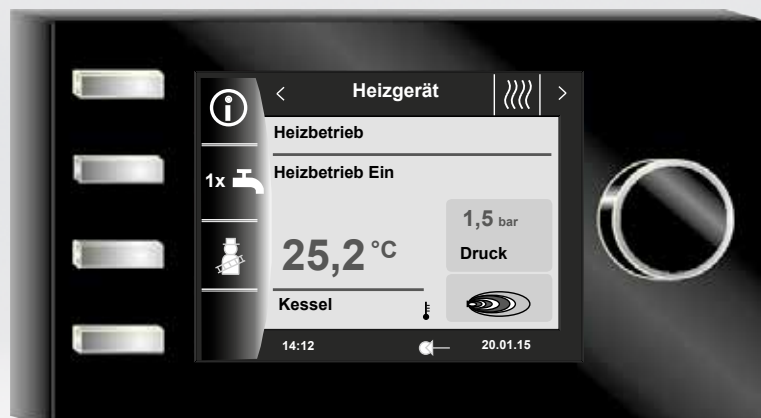 Heizgerät
Heizbetrieb
1x
Heizbetrieb Ein
1,5 bar
25,2 °C
Druck
Kessel
14:12
20.01.15